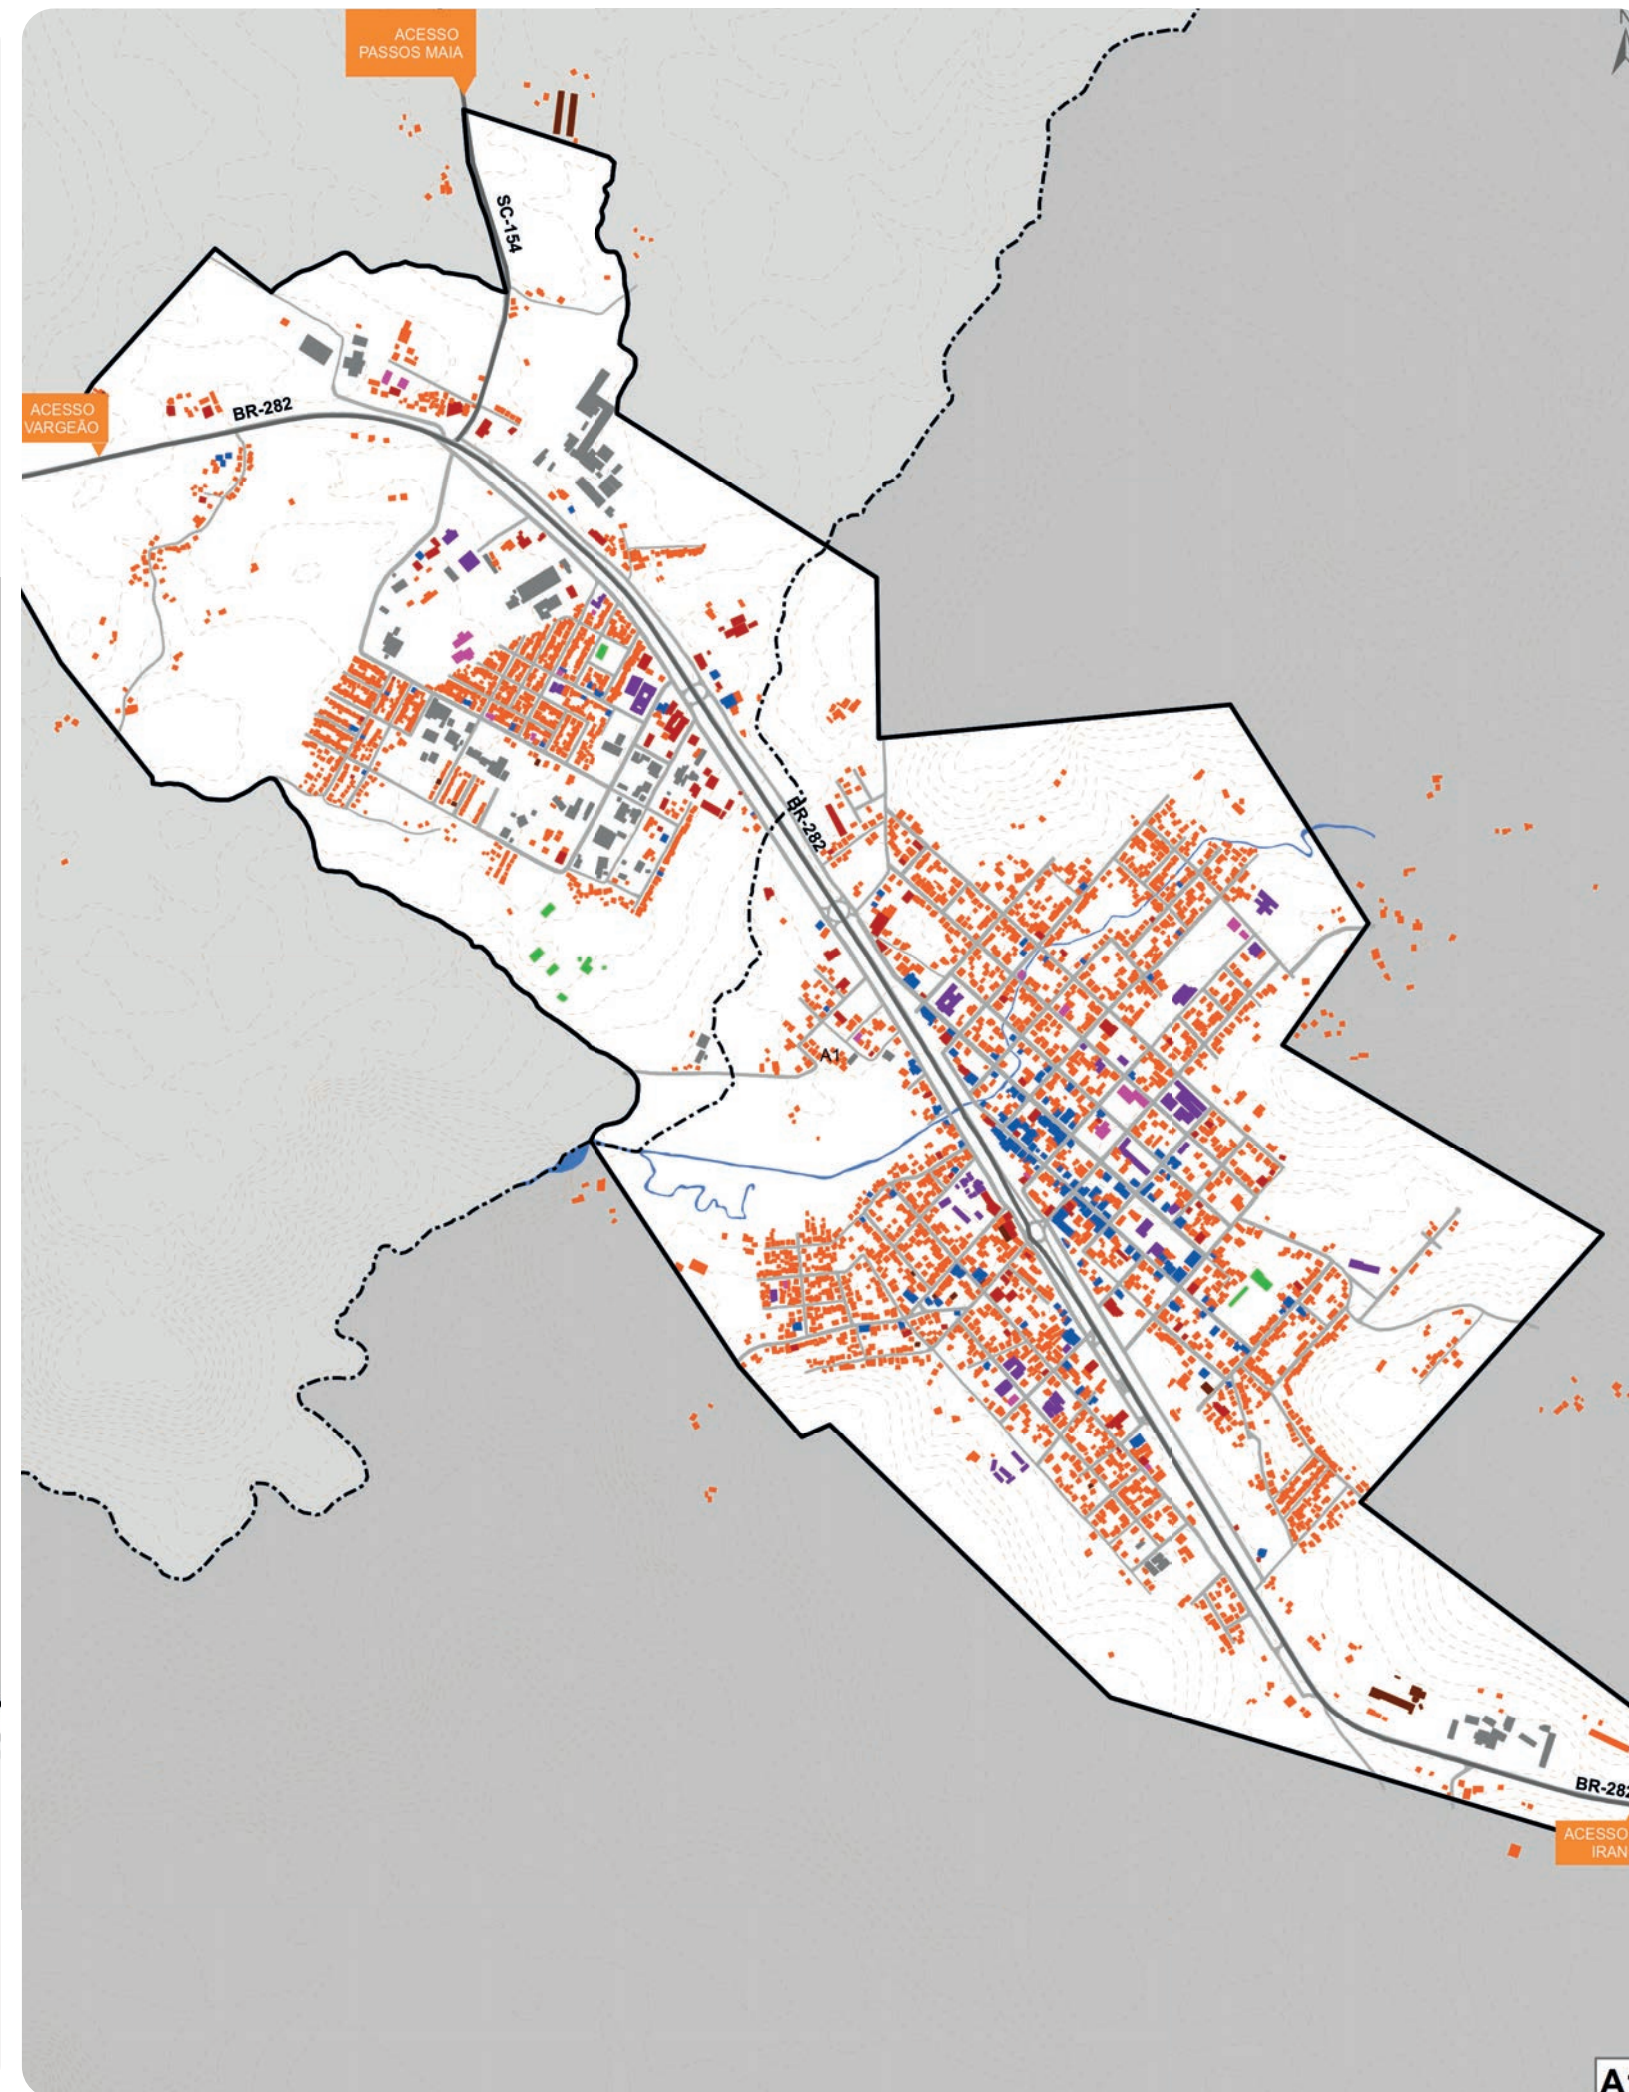 ACESSO
PASSOS MAIA
SC-154
ACESSO
VARGEÃO
BR-282
BR-282
A1
BR-282
ACESSO
IRAN